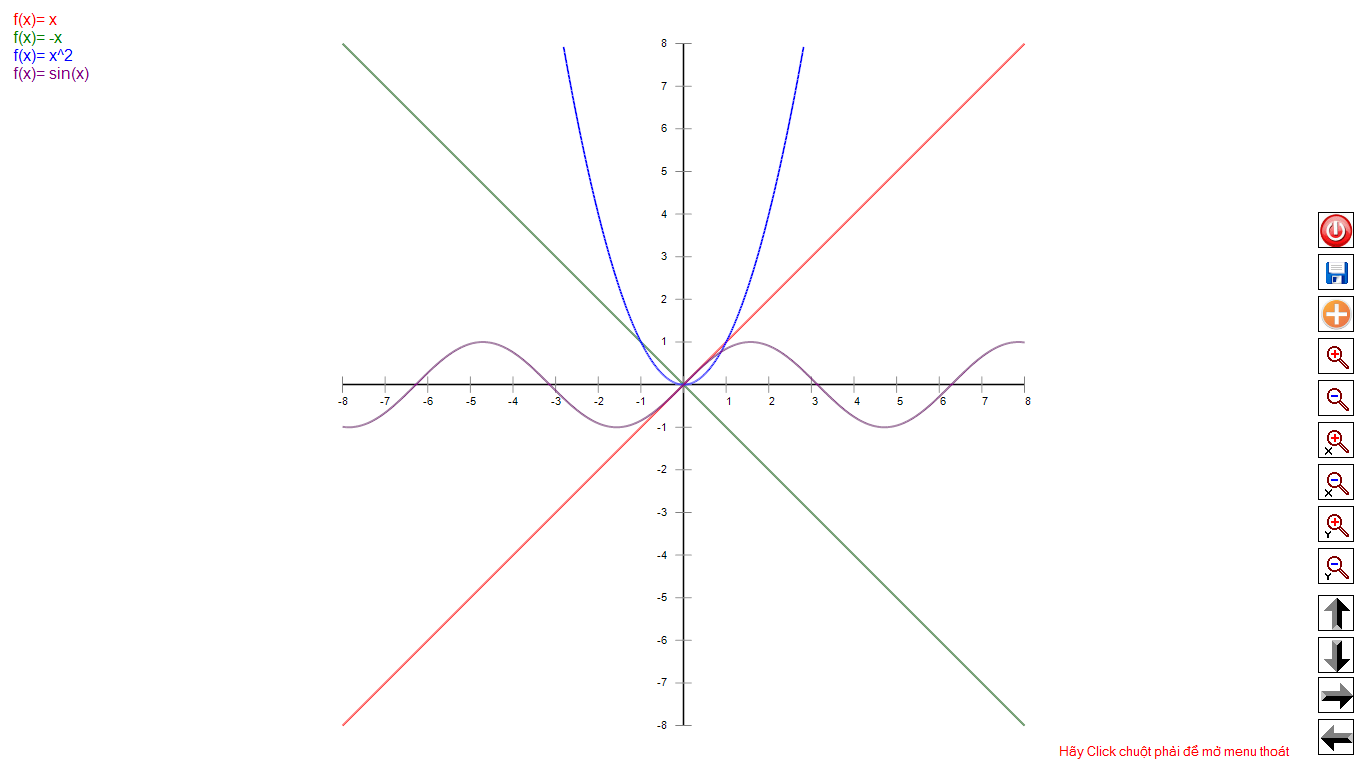 f(x)= x
f(x)= -x
f(x)= x^2
f(x)= sin(x)
8
7
6
5
4
3
2
1
-8 -7 -6 -5 -4 -3 -2 -1 1 2 3 4 5 6 7 8
-1
-2
-3
-4
-5
-6
-7
-8
X
X
Y
Y
Hãy Click chuột phải để mở menu thoát